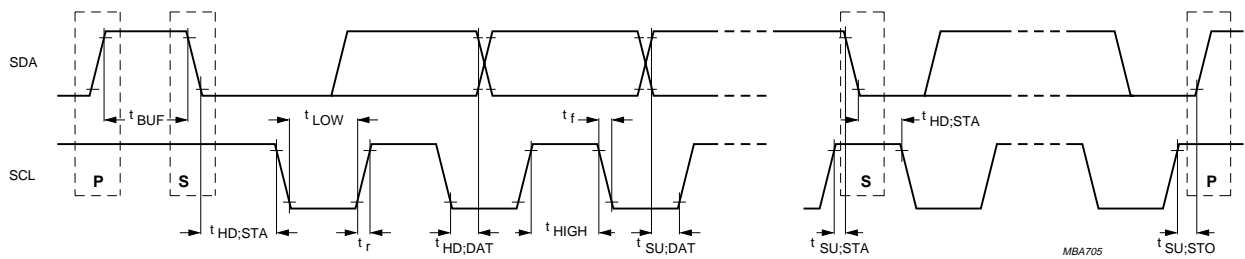 SDA
t BUF
t LOW
t f
t HD;STA
SCL
P
S
S
P
t HD;STA
t r
t HD;DAT
t HIGH
t SU;DAT
t SU;STA
MBA705
t SU;STO